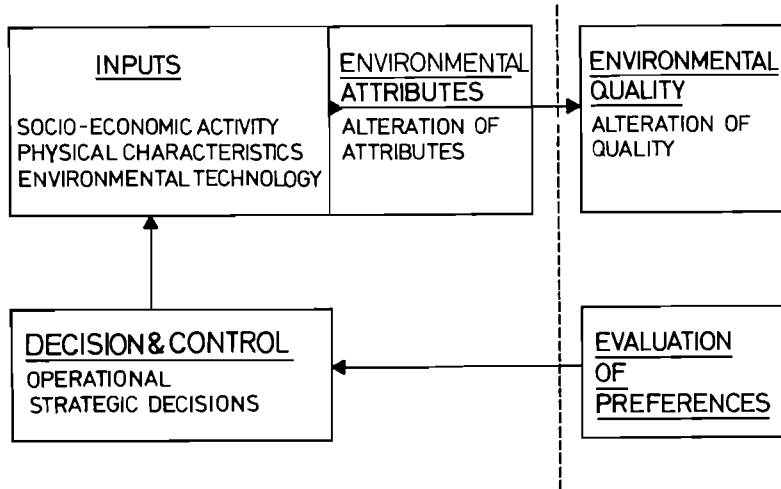 INPUTS
SOCIO-ECONOMIC ACTIVITY
PHYSICAL CHARACTERISTICS
ENVIRONMENTAL TECHNOLOGY
ENVIRONMENTAL
ATTRIBUTES
ALTERATION OF
ATTRIBUTES
ENVIRONMENTAL
QUALITY
ALTERATION OF
QUALITY
DECISION & CONTROL
OPERATIONAL
STRATEGIC DECISIONS
EVALUATION
OF
PREFERENCES